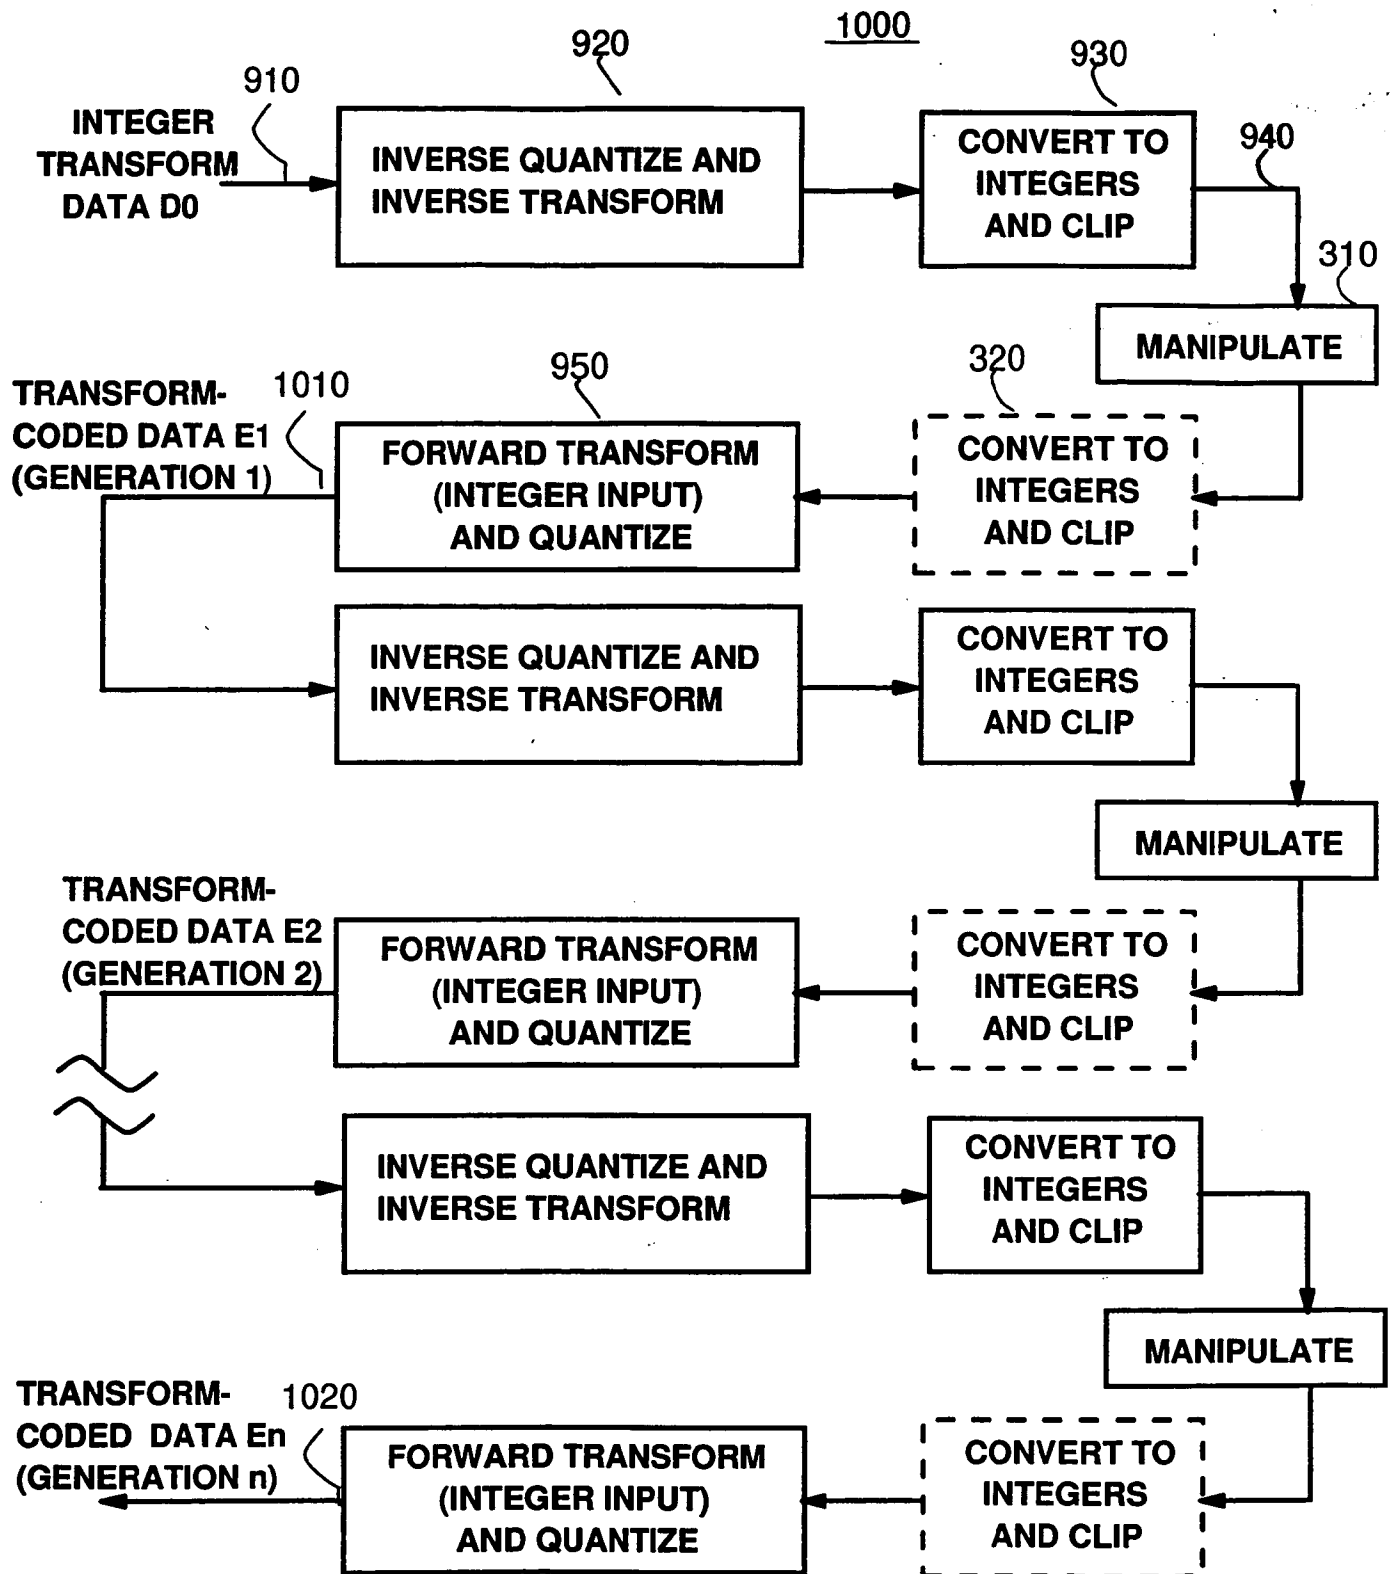 1000
920
930
910
INTEGER
TRANSFORM
DATA D0
INVERSE QUANTIZE AND
INVERSE TRANSFORM
CONVERT TO
INTEGERS
AND CLIP
940
310
MANIPULATE
320
CONVERT TO
INTEGERS
AND CLIP
950
FORWARD TRANSFORM
(INTEGER INPUT)
AND QUANTIZE
1010
TRANSFORM-
CODED DATA E1
(GENERATION 1)
INVERSE QUANTIZE AND
INVERSE TRANSFORM
CONVERT TO
INTEGERS
AND CLIP
MANIPULATE
CONVERT TO
INTEGERS
AND CLIP
FORWARD TRANSFORM
(INTEGER INPUT)
AND QUANTIZE
TRANSFORM-
CODED DATA E2
(GENERATION 2)
INVERSE QUANTIZE AND
INVERSE TRANSFORM
CONVERT TO
INTEGERS
AND CLIP
MANIPULATE
CONVERT TO
INTEGERS
AND CLIP
FORWARD TRANSFORM
(INTEGER INPUT)
AND QUANTIZE
1020
TRANSFORM-
CODED DATA En
(GENERATION n)